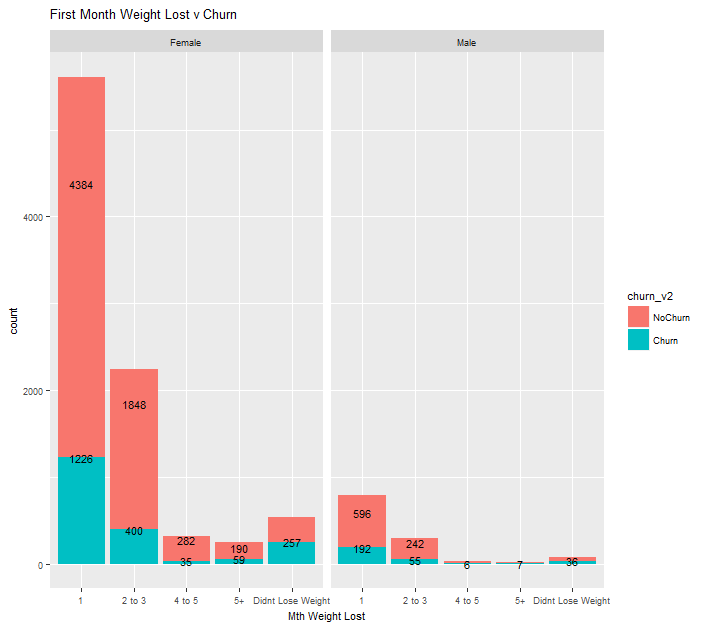 First Month Weight Lost v Churn
Female
Male
4384
1226
1848
400
282
35
190
59
257
596
192
242
55
6
7
36
4000
2000
0
count
1
2 to 3
4 to 5
5+
Didnt Lose Weight
1
2 to 3
4 to 5
5+
Didnt Lose Weight
Mth Weight Lost
churn_v2
NoChurn
Churn